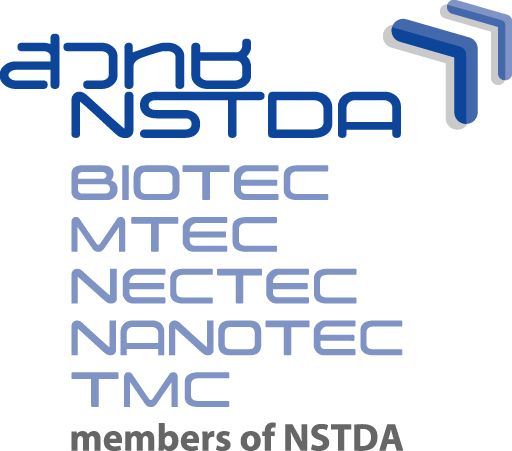 สวทช
NSTDA
BIOTEC
MTEC
NECTEC
NANOTEC
TMC
members of NSTDA